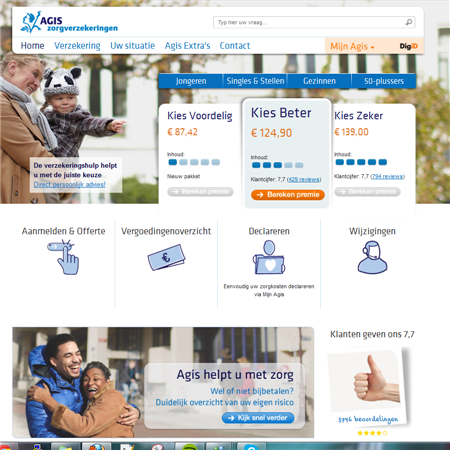 AGIS
zorgverzekeringen
Typ hier uw vraag...
Home Verzekering Uw situatie Agis Extra's Contact
Mijn Agis DigiD
Jongeren Singles & Stellen Gezinnen 50-plussers
Kies Voordelig
€ 87.42
Inhoud:
Nieuw pakket
Bereken premie
Kies Beter
€ 124,90
Inhoud:
Klantcijfer: 7,7 (429 reviews)
Bereken premie
Kies Zeker
€ 139.00
Inhoud:
Klantcijfer: 7,7 (794 reviews)
Bereken premie
De verzekeringshulp helpt
u met de juiste keuze
Direct persoonlijk advies!
Aanmelden & Offerte
Vergoedingenoverzicht
€
Declareren
Eenvoudig uw zorgkosten declareren
via Mijn Agis
Wijzigingen
Agis helpt u met zorg
Wel of niet bijbetalen?
Duidelijk overzicht van uw eigen risico
Kijk snel verder
Klanten geven ons 7,7
5746 beoordelingen